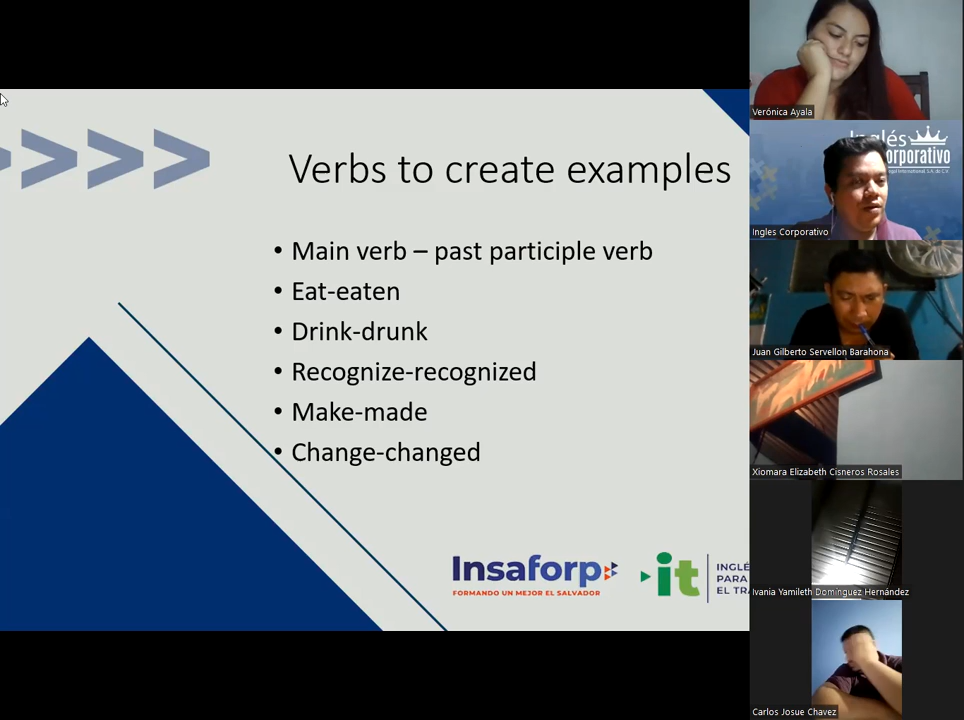 Verbs to create examples
• Main verb – past participle verb
• Eat-eaten
• Drink-drunk
• Recognize-recognized
• Make-made
• Change-changed
Insaforp
FORMANDO UN MEJOR EL SALVADOR
it
INGLÉ
PARA
EL TR
Verónica Ayala
Inglés
orporativo
Ingles Corporativo
Juan Gilberto Servellon Barahona
Xiomara Elizabeth Cisneros Rosales
Ivania Yamileth Domínguez Hernández
Carlos Josue Chavez